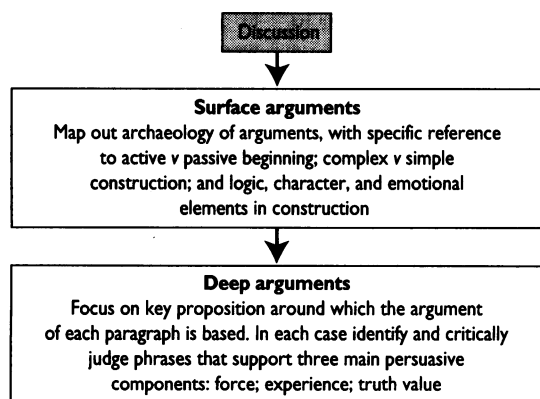 Discussion
Surface arguments
Map out archaeology of arguments, with specific reference
to active v passive beginning; complex v simple
construction; and logic, character, and emotional
elements in construction
Deep arguments
Focus on key proposition around which the argument
of each paragraph is based. In each case identify and critically
judge phrases that support three main persuasive
components: force; experience; truth value